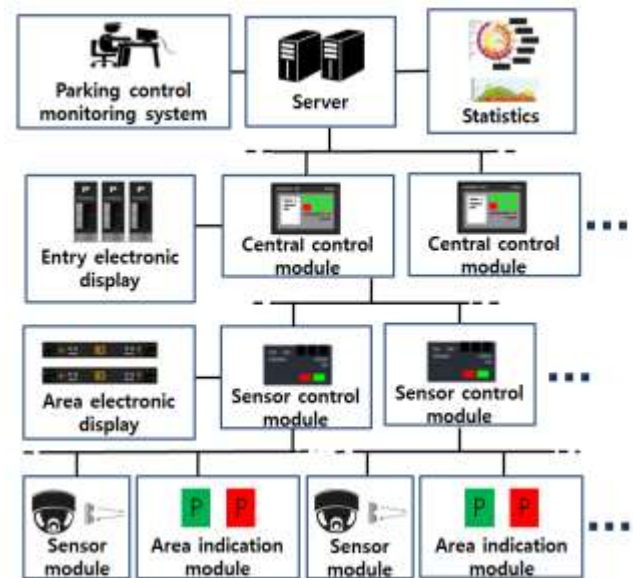 Parking control
monitoring system
Server
Statistics
P P P
Entry electronic
display
Central control
module
Central control
module
Area electronic
display
Sensor control
module
Sensor control
module
Sensor
module
P P
Area indication
module
Sensor
module
P P
Area indication
module